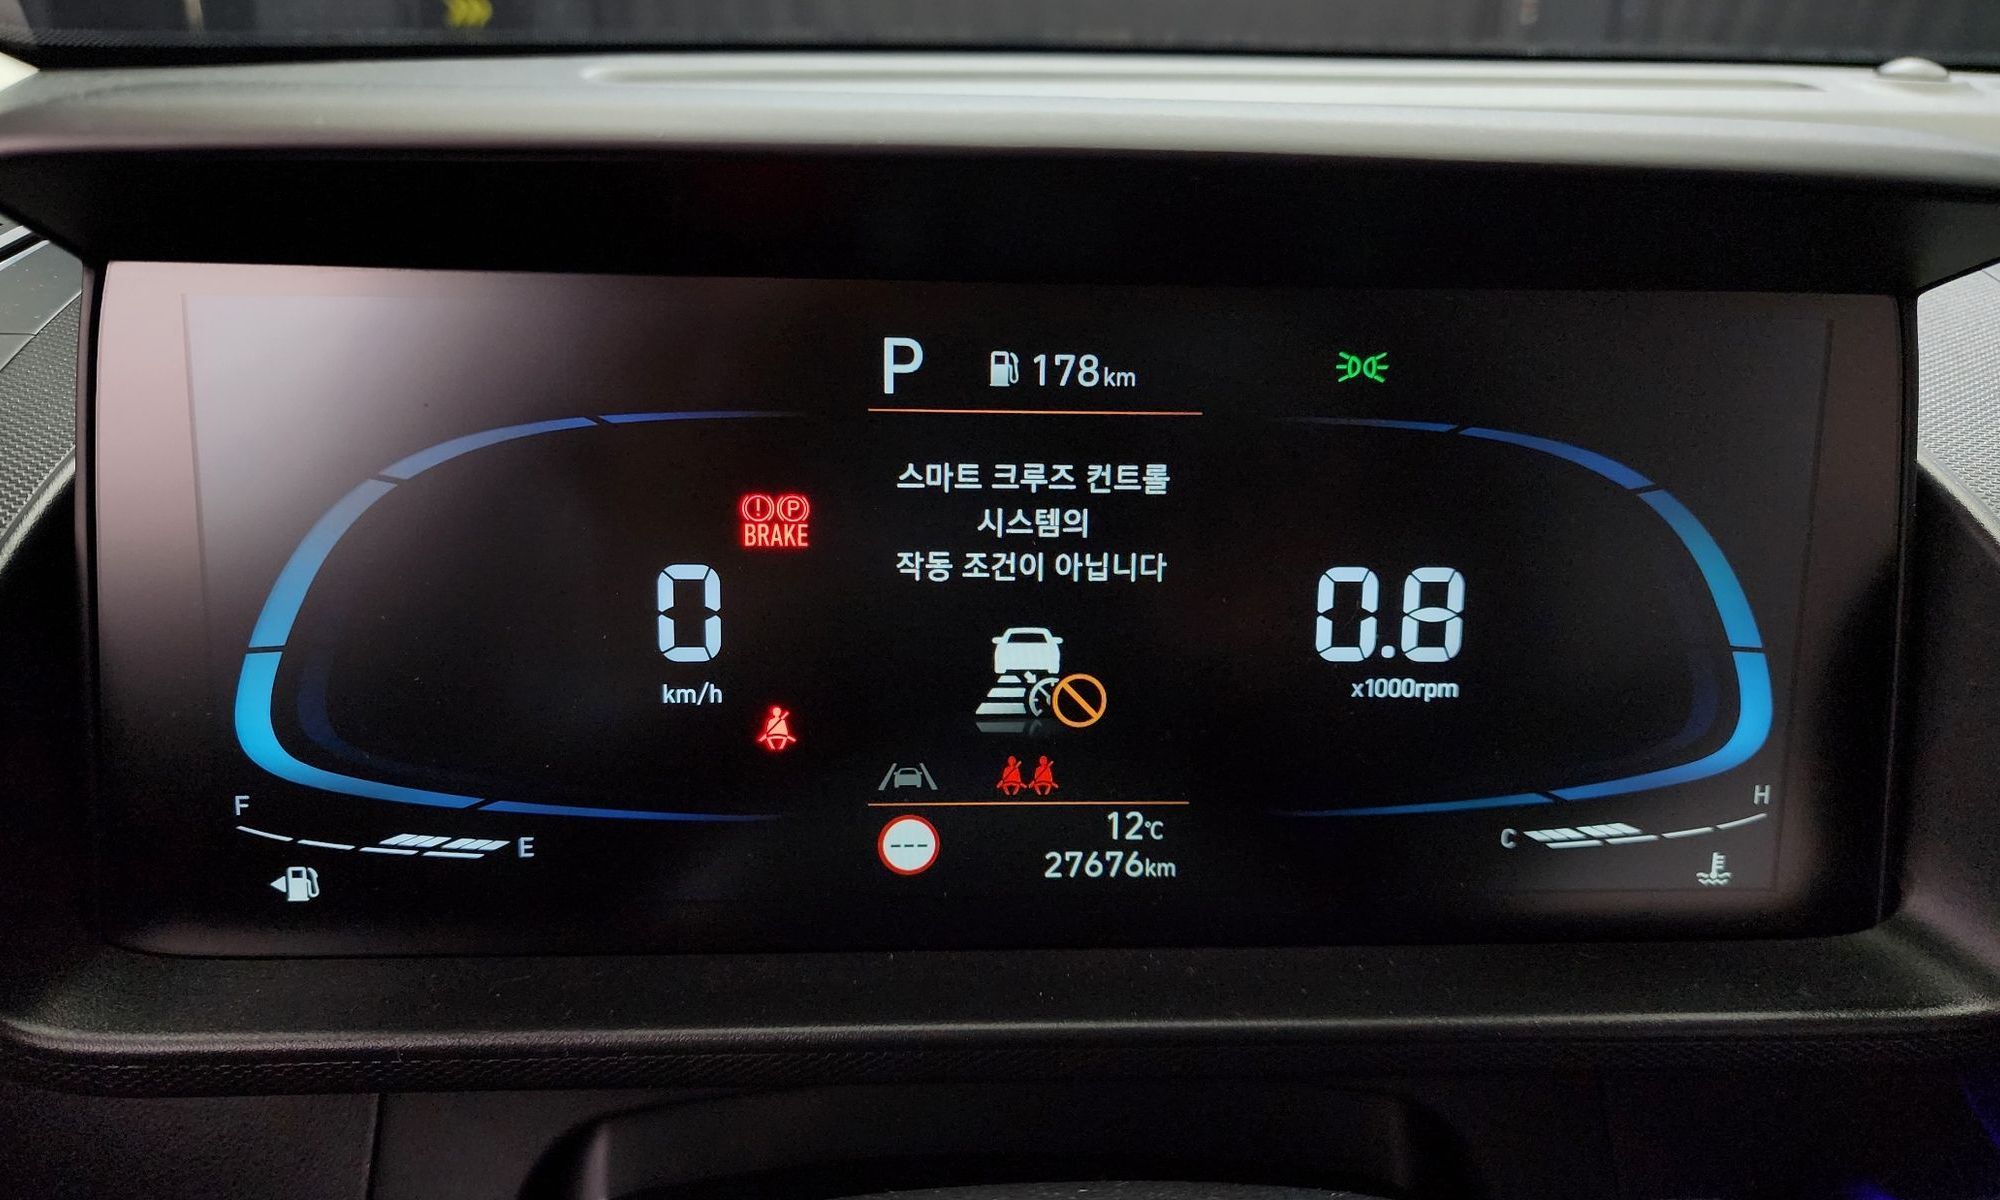 P 178km
스마트 크루즈 컨트롤
시스템의
작동 조건이 아닙니다
! P
BRAKE
0
km/h
0.8
x1000rpm
F
E
---
12°C
27676km
C
H